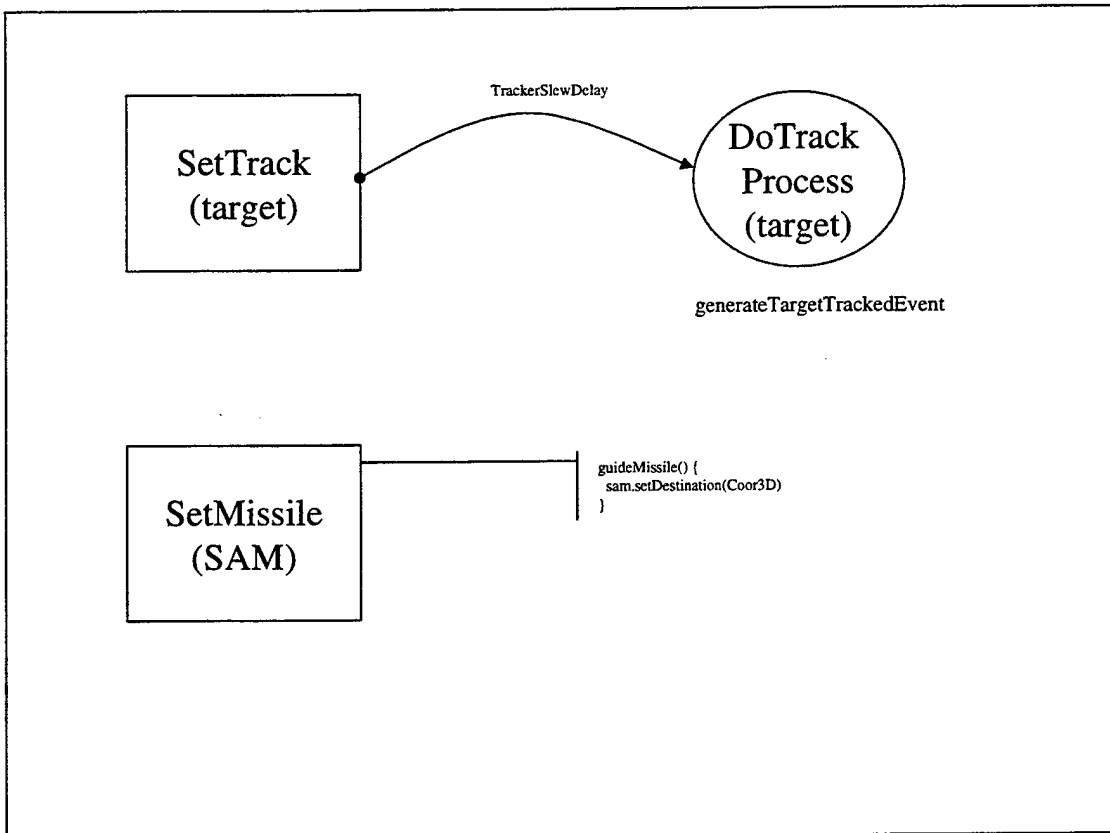 TrackerSlewDelay
SetTrack
(target)
DoTrack
Process
(target)
generateTargetTrackedEvent
SetMissile
(SAM)
guideMissile() {
sam.setDestination(Coor3D)
}